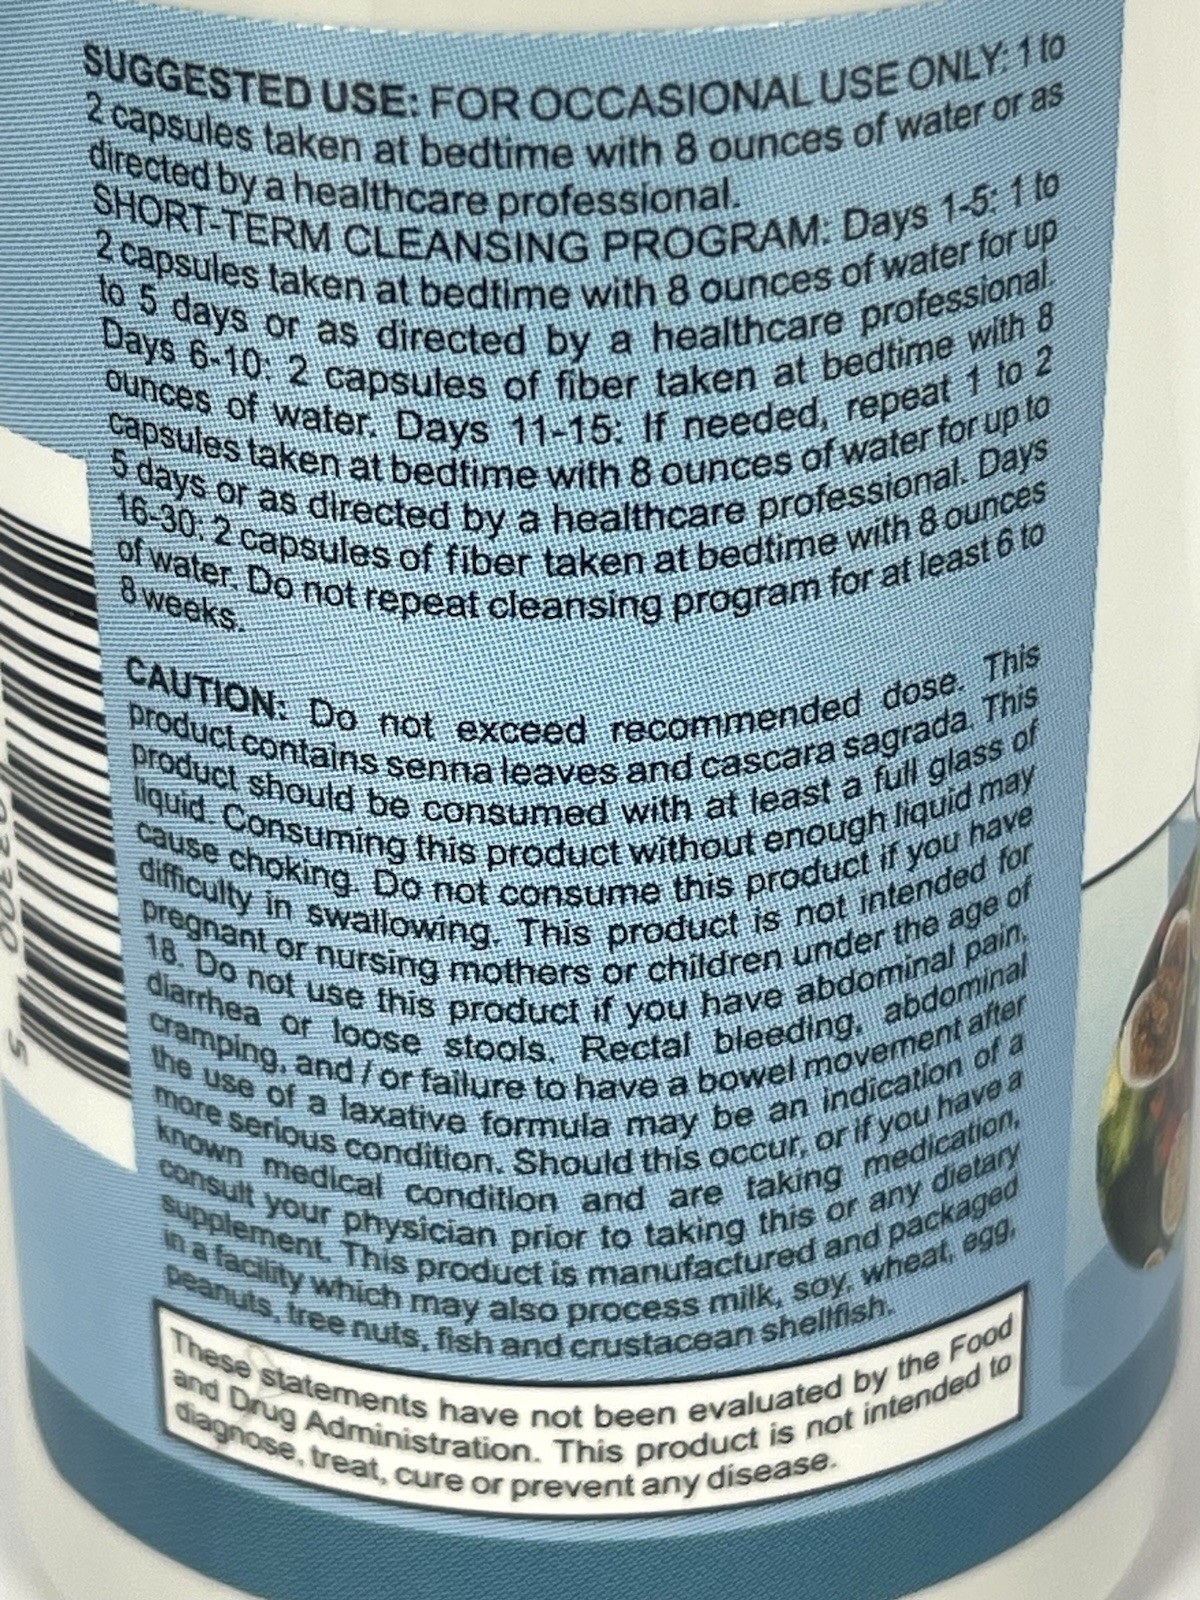 SUGGESTED USE: FOR OCCASIONAL USE ONLY: 1 to
2 capsules taken at bedtime with 8 ounces of water or as
directed by a healthcare professional.
SHORT-TERM CLEANSING PROGRAM: Days 1-5: 1 to
2 capsules taken at bedtime with 8 ounces of water for up
to 5 days or as directed by a healthcare professional.
Days 6-10: 2 capsules of fiber taken at bedtime with 8
ounces of water. Days 11-15: If needed, repeat 1 to 2
capsules taken at bedtime with 8 ounces of water for up to
5 days or as directed by a healthcare professional. Days
16-30: 2 capsules of fiber taken at bedtime with 8 ounces
of water. Do not repeat cleansing program for at least 6 to
8 weeks.
CAUTION: Do not exceed recommended dose. This
product contains senna leaves and cascara sagrada. This
product should be consumed with at least a full glass of
liquid. Consuming this product without enough liquid may
cause choking. Do not consume this product if you have
difficulty in swallowing. This product is not intended for
pregnant or nursing mothers or children under the age of
18. Do not use this product if you have abdominal pain,
diarrhea or loose stools. Rectal bleeding, abdominal
cramping, and / or failure to have a bowel movement after
the use of a laxative formula may be an indication of a
more serious condition. Should this occur, or if you have a
known medical condition and are taking medication,
consult your physician prior to taking this or any dietary
supplement. This product is manufactured and packaged
in a facility which may also process milk, soy, wheat, egg,
peanuts, tree nuts, fish and crustacean shellfish.
These statements have not been evaluated by the Food
and Drug Administration. This product is not intended to
diagnose, treat, cure or prevent any disease.